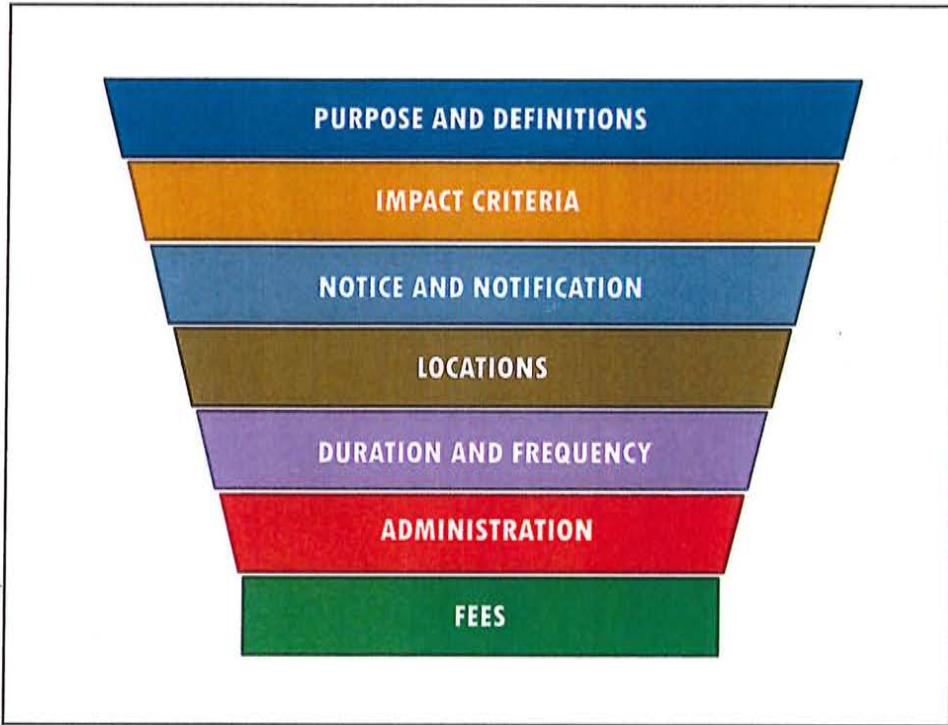 PURPOSE AND DEFINITIONS
IMPACT CRITERIA
NOTICE AND NOTIFICATION
LOCATIONS
DURATION AND FREQUENCY
ADMINISTRATION
FEES